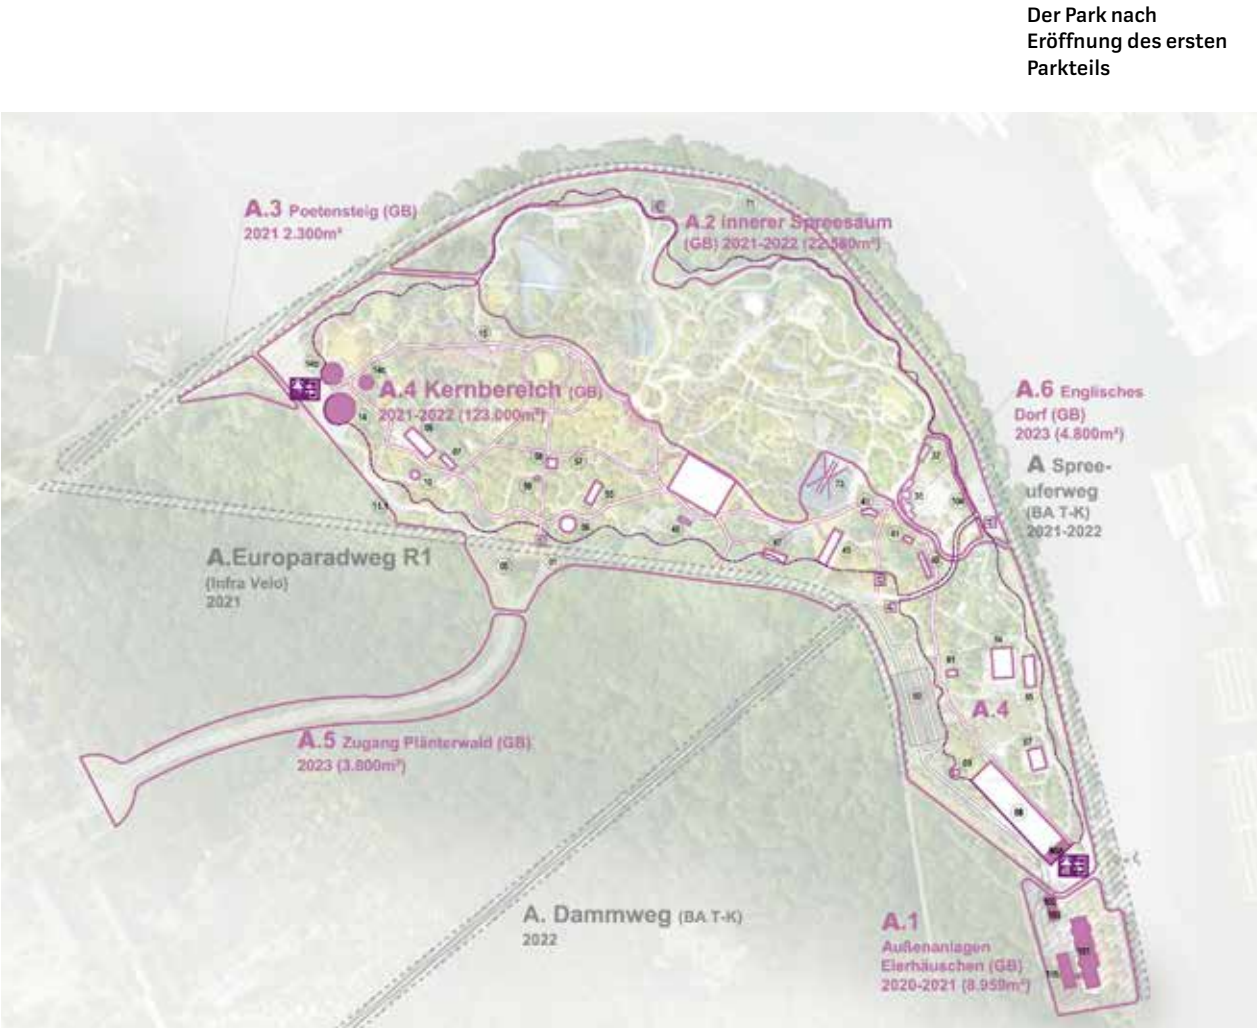 Der Park nach
Eröffnung des ersten
Parkteils
A.3 Poetensteig (GB)
2021 2.300m²
A.2 innerer Spreesaum
(GB) 2021-2022 (22.580m²)
A.4 Kernbereich (GB)
2021-2022 (123.000m²)
A.6 Englisches
Dorf (GB)
2023 (4.800m²)
A Spree-
uferweg
(BA T-K)
2021-2022
A.Europaradweg R1
(Infra Velo)
2021
A.4
A.5 Zugang Plänterwald (GB)
2023 (3.800m²)
A. Dammweg (BA T-K)
2022
A.1
Außenanlagen
Eierhäuschen (GB)
2020-2021 (8.959m²)